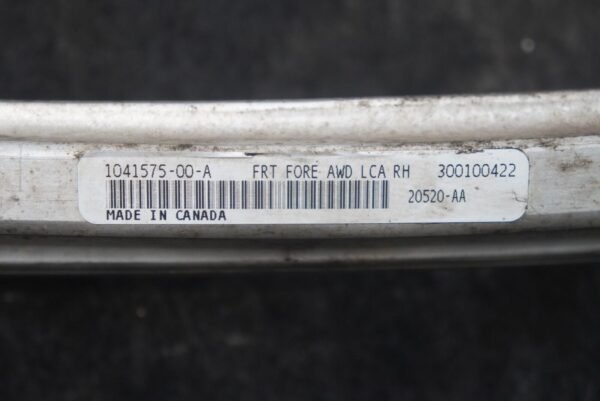 1041575-00-A FRT FORE AWD LCA RH 300100422
20520-AA
MADE IN CANADA